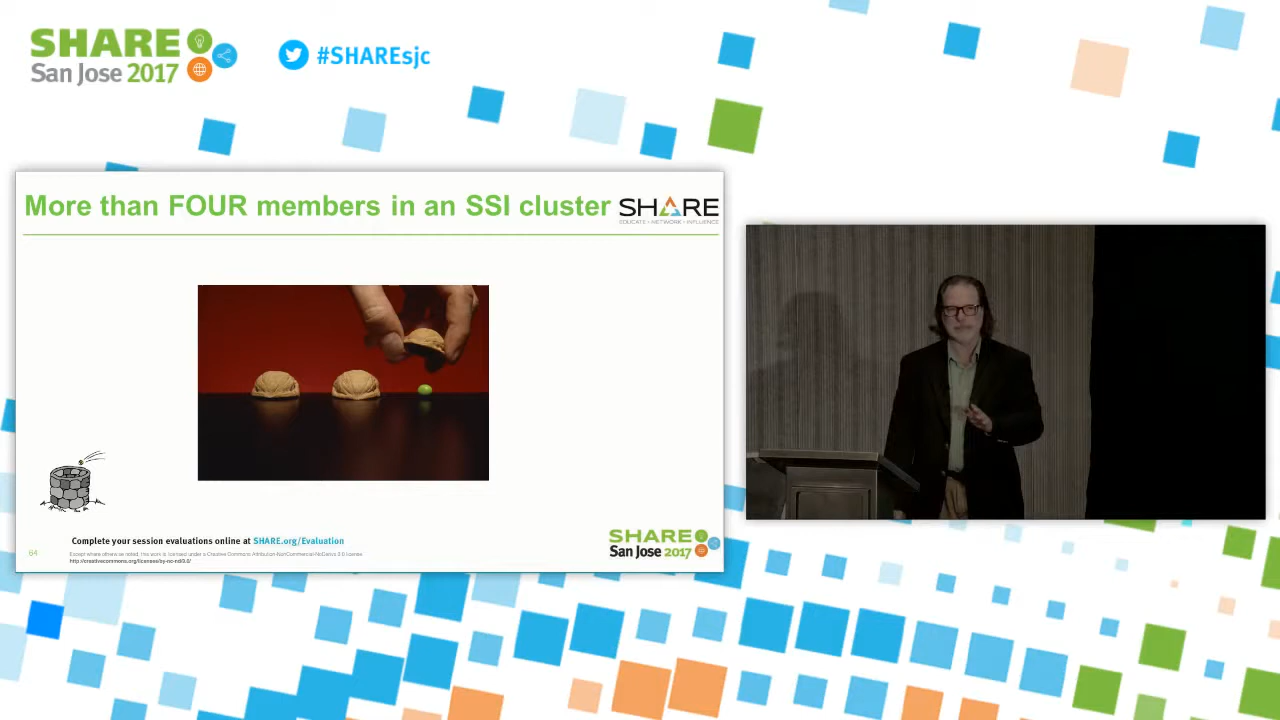 SHARE
San Jose 2017
#SHAREsjc
More than FOUR members in an SSI cluster
SHARE
EDUCATE • NETWORK • INFLUENCE
Complete your session evaluations online at SHARE.org/Evaluation
64
Except where otherwise noted, this work is licensed under a Creative Commons Attribution-NonCommercial-NoDerivs 3.0 license.
http://creativecommons.org/licenses/by-nc-nd/3.0/
SHARE
San Jose 2017